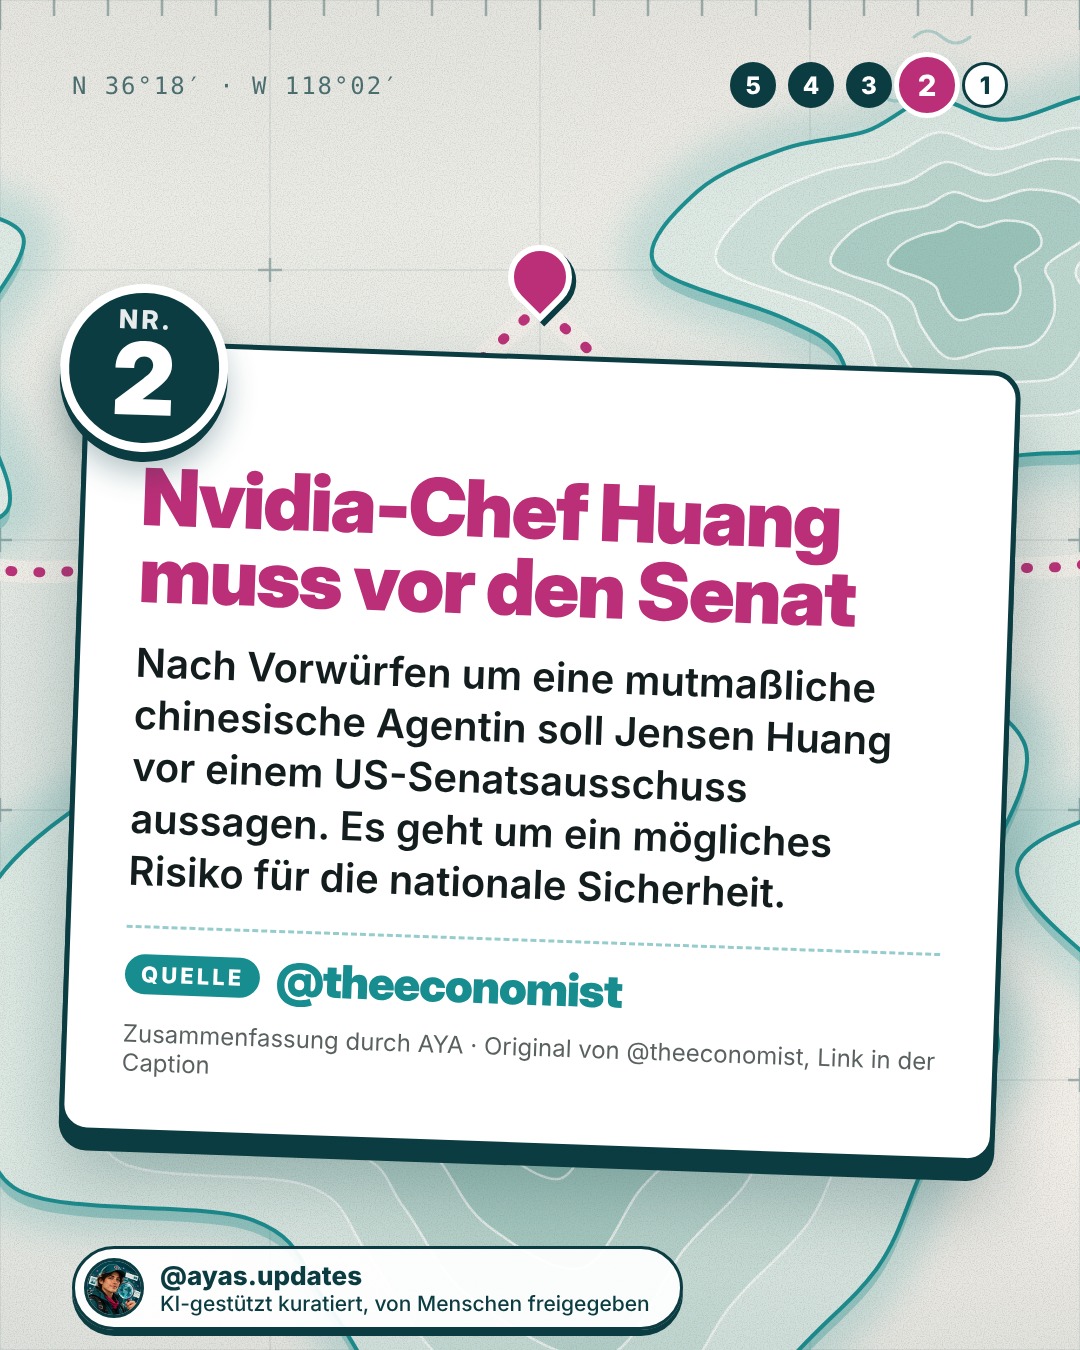 N 36°18′ · W 118°02′
5 4 3 2 1
NR.
2
Nvidia-Chef Huang
muss vor den Senat
Nach Vorwürfen um eine mutmaßliche
chinesische Agentin soll Jensen Huang
vor einem US-Senatsausschuss
aussagen. Es geht um ein mögliches
Risiko für die nationale Sicherheit.
QUELLE @theeconomist
Zusammenfassung durch AYA · Original von @theeconomist, Link in der
Caption
@ayas.updates
KI-gestützt kuratiert, von Menschen freigegeben